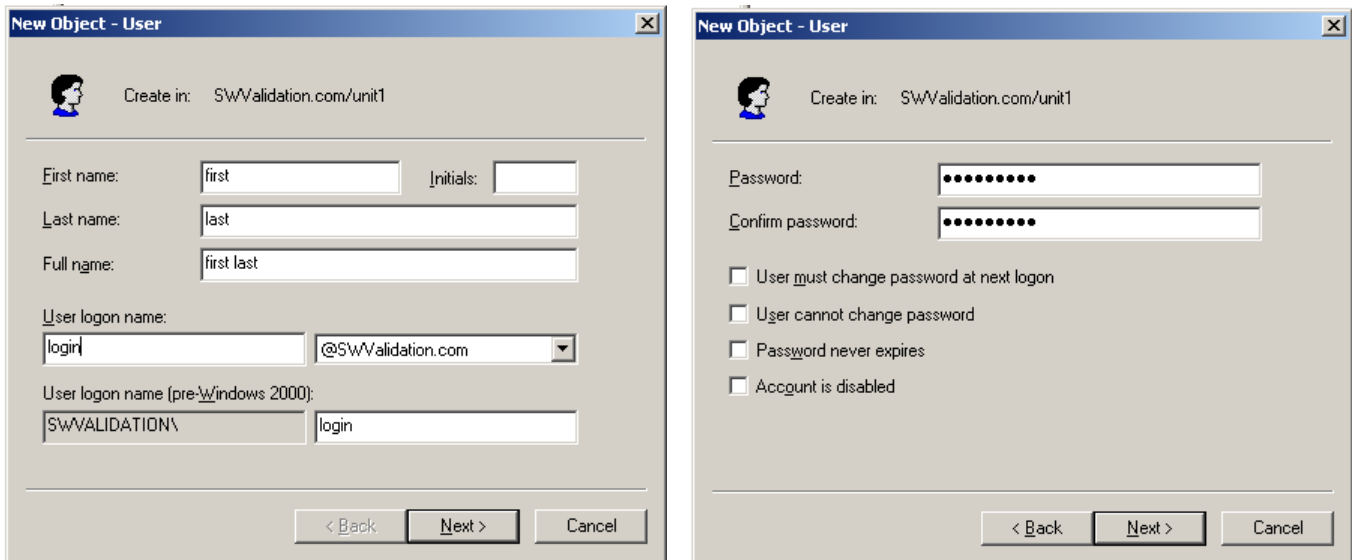 New Object - User
Create in: SWValidation.com/unit1
First name: first Initials:
Last name: last
Full name: first last
User logon name:
login @SWValidation.com
User logon name (pre-Windows 2000):
SWVALIDATION\ login
< Back Next > Cancel
New Object - User
Create in: SWValidation.com/unit1
Password: •••••••••
Confirm password: •••••••••
User must change password at next logon
User cannot change password
Password never expires
Account is disabled
< Back Next > Cancel